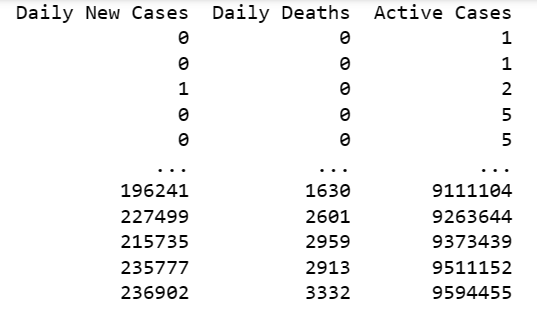 Daily New Cases  Daily Deaths  Active Cases
0  0  1
0  0  1
1  0  2
0  0  5
0  0  5
...  ...  ...
196241  1630  9111104
227499  2601  9263644
215735  2959  9373439
235777  2913  9511152
236902  3332  9594455